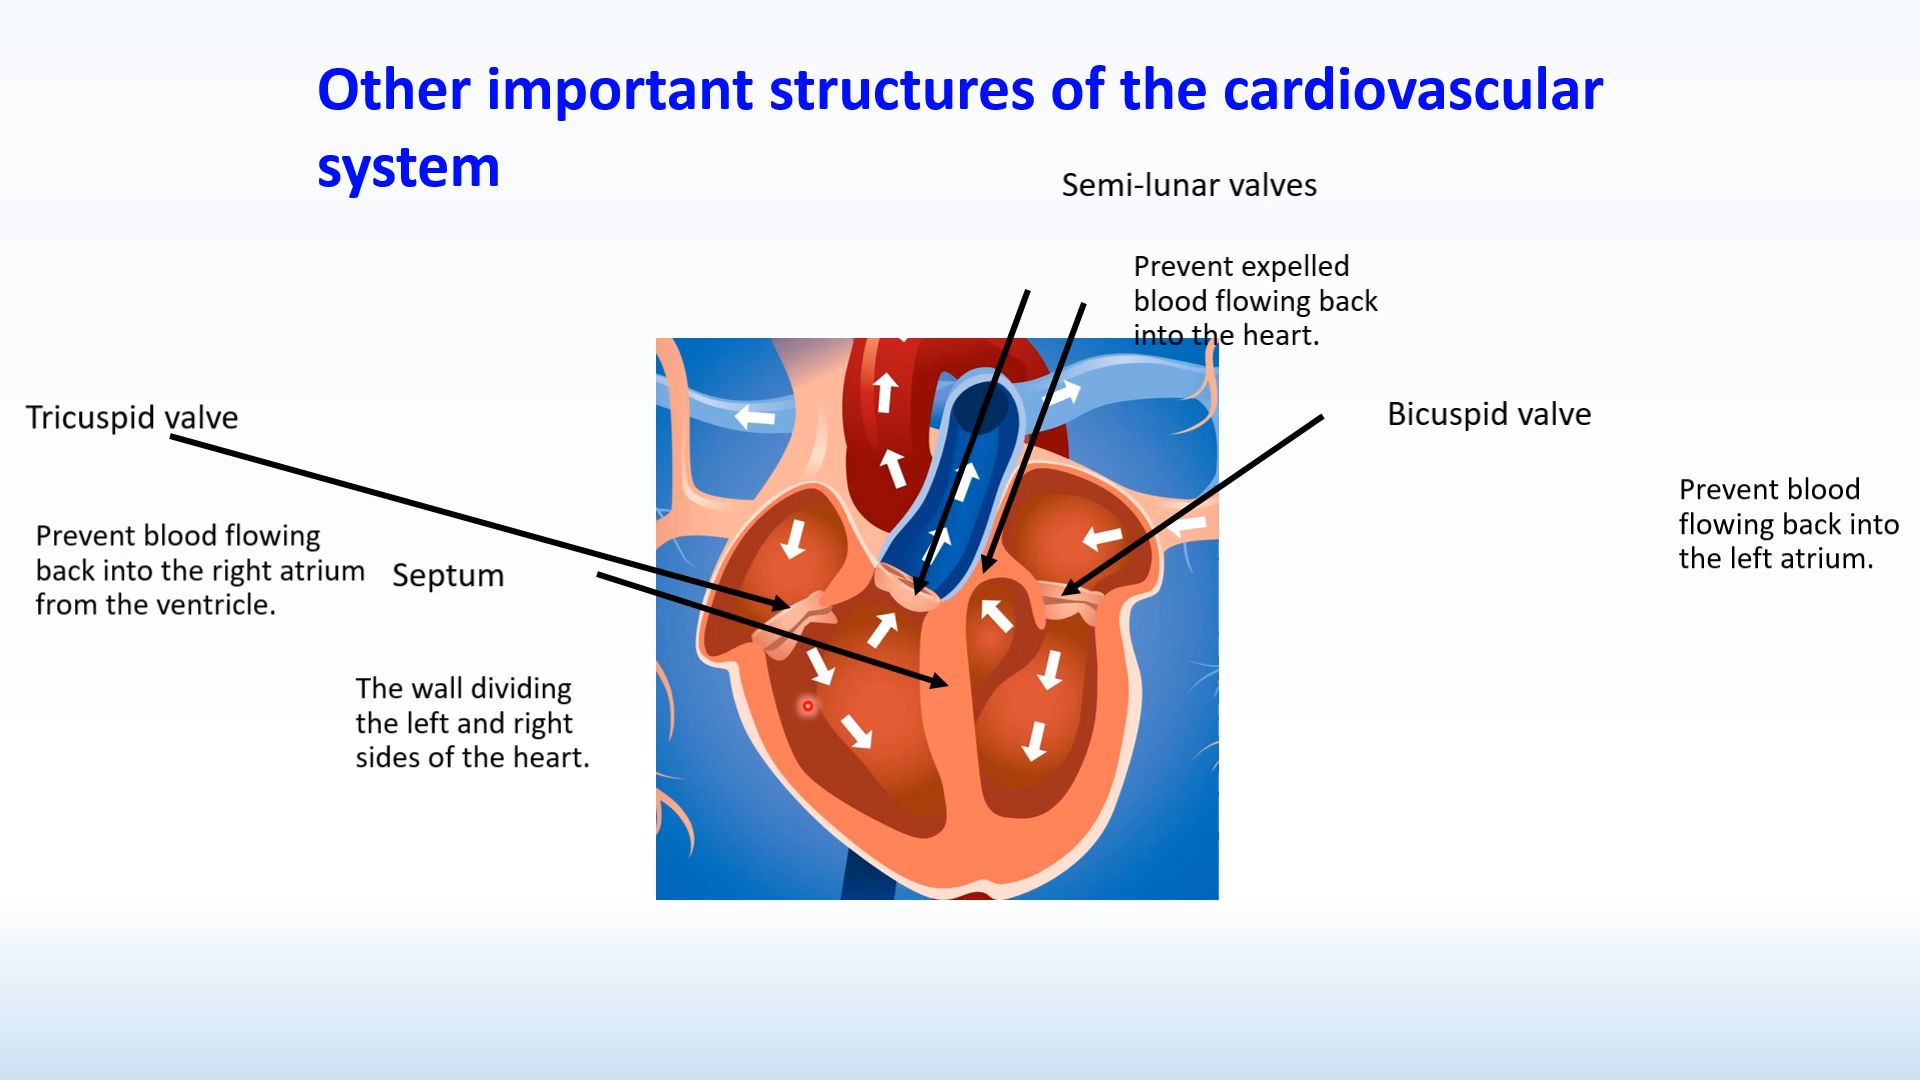 Other important structures of the cardiovascular
system
Semi-lunar valves
Prevent expelled
blood flowing back
into the heart.
Tricuspid valve
Bicuspid valve
Prevent blood
flowing back into
the left atrium.
Prevent blood flowing
back into the right atrium
from the ventricle.
Septum
The wall dividing
the left and right
sides of the heart.